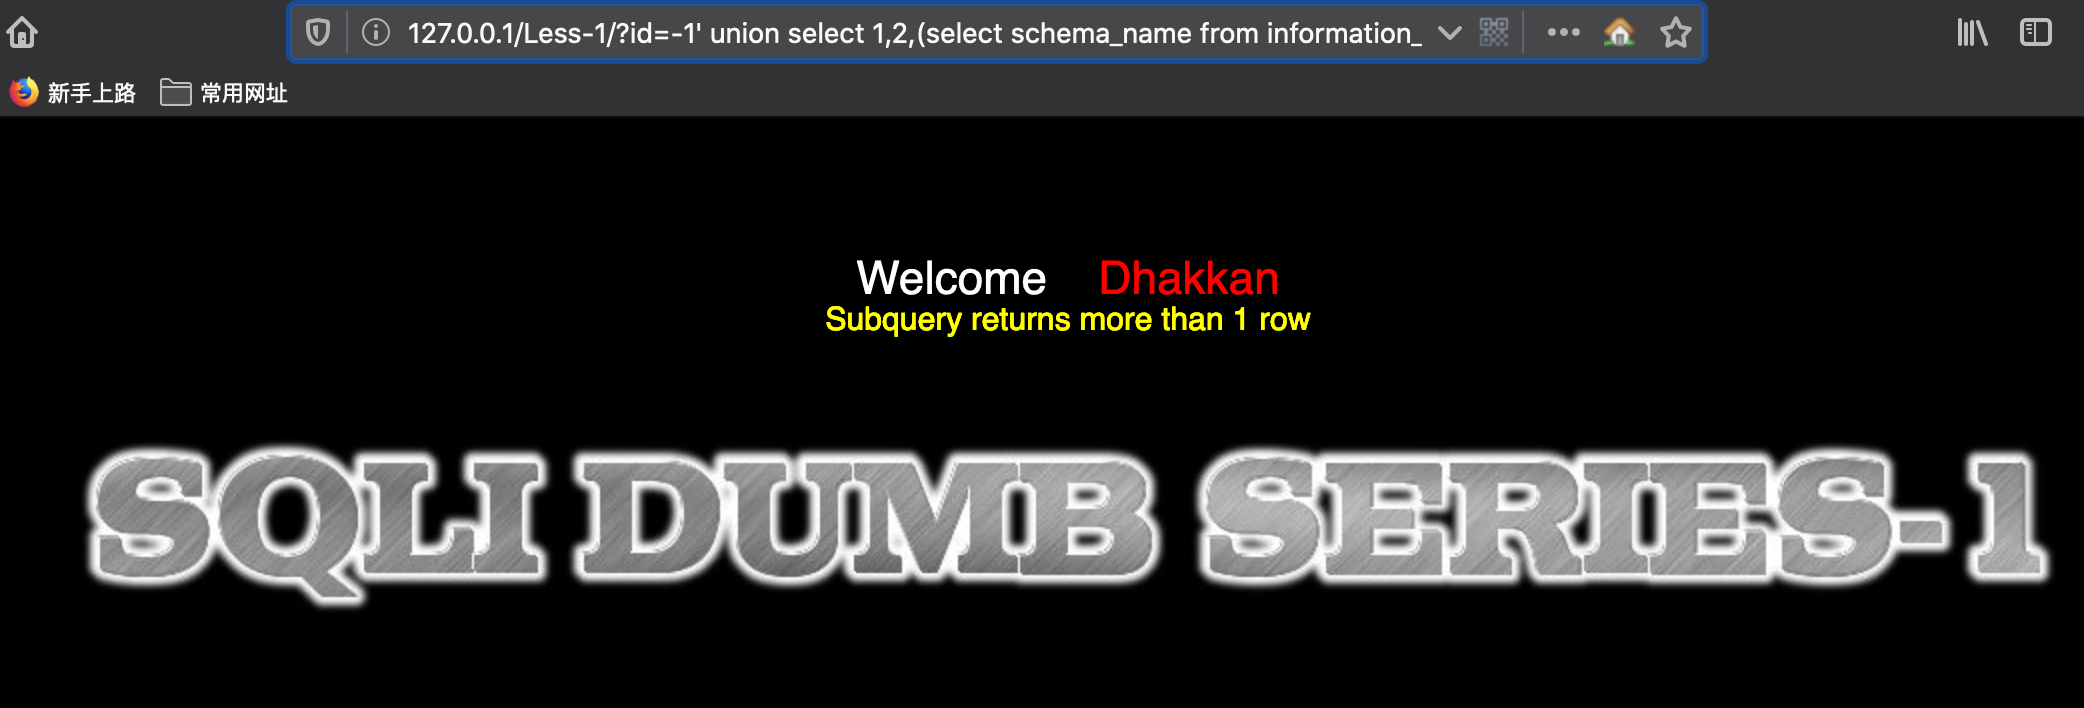 127.0.0.1/Less-1/?id=-1' union select 1,2,(select schema_name from information_
新手上路 常用网址
Welcome Dhakkan
Subquery returns more than 1 row
SQLI DUMB SERIES-1